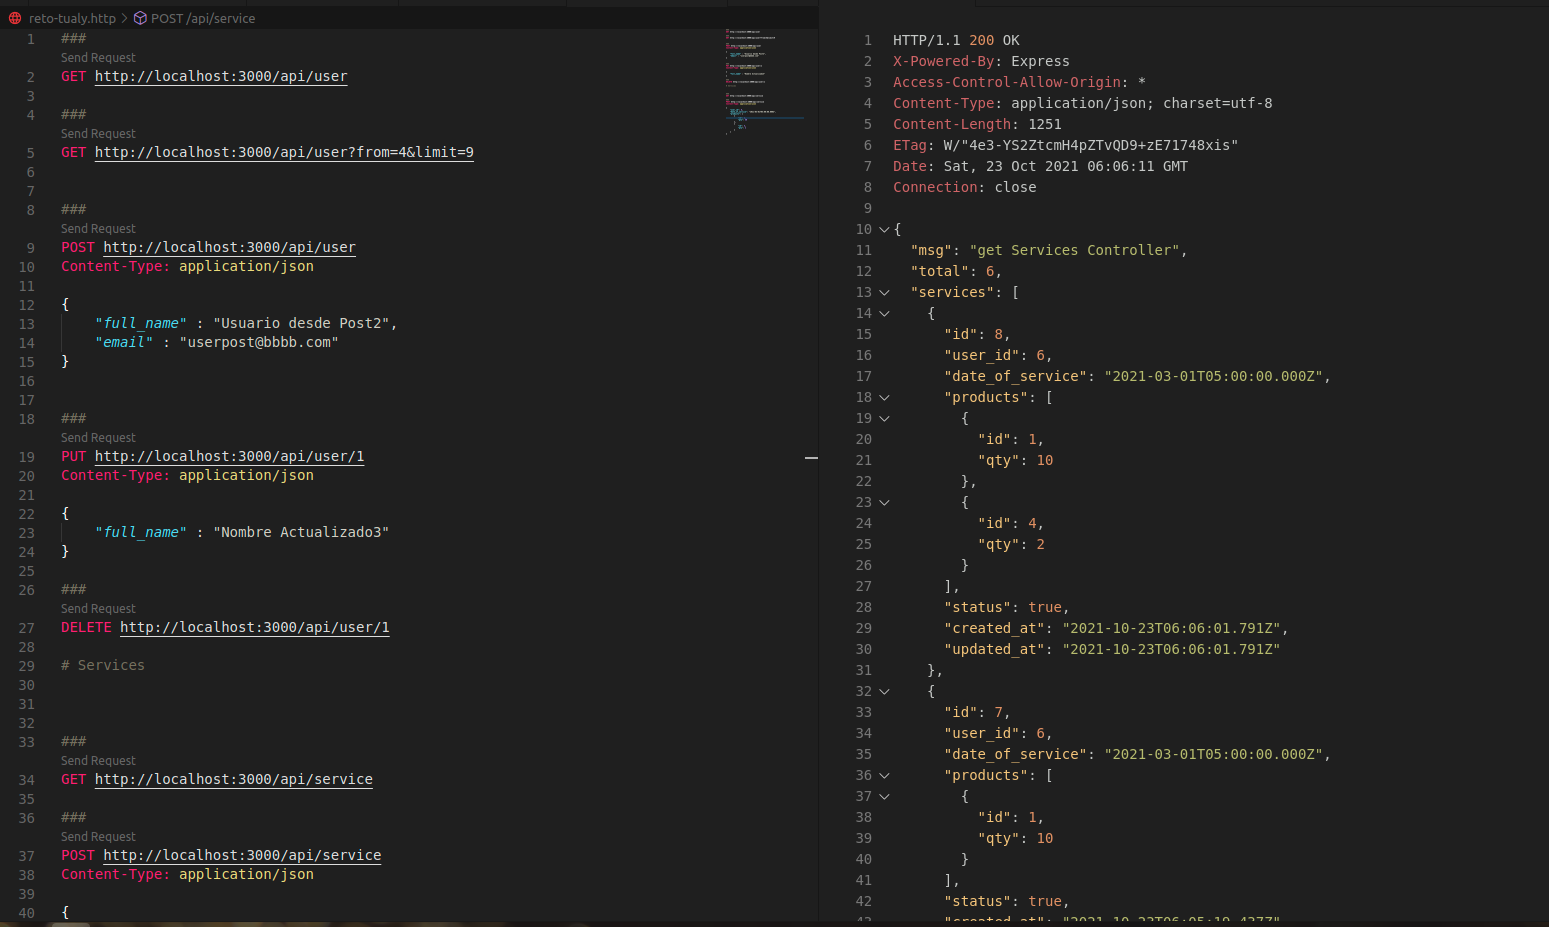 reto-tualy.http > POST /api/service
1 ###
Send Request
2 GET http://localhost:3000/api/user
3
4 ###
Send Request
5 GET http://localhost:3000/api/user?from=4&limit=9
6
7
8 ###
Send Request
9 POST http://localhost:3000/api/user
10 Content-Type: application/json
11
12 {
13 "full_name" : "Usuario desde Post2",
14 "email" : "userpost@bbbb.com"
15 }
16
17
18 ###
Send Request
19 PUT http://localhost:3000/api/user/1
20 Content-Type: application/json
21
22 {
23 "full_name" : "Nombre Actualizado3"
24 }
25
26 ###
Send Request
27 DELETE http://localhost:3000/api/user/1
28
29 # Services
30
31
32
33 ###
Send Request
34 GET http://localhost:3000/api/service
35
36 ###
Send Request
37 POST http://localhost:3000/api/service
38 Content-Type: application/json
39
40 {
1 HTTP/1.1 200 OK
2 X-Powered-By: Express
3 Access-Control-Allow-Origin: *
4 Content-Type: application/json; charset=utf-8
5 Content-Length: 1251
6 ETag: W/"4e3-YS2ZtcmH4pZTvQD9+zE71748xis"
7 Date: Sat, 23 Oct 2021 06:06:11 GMT
8 Connection: close
9
10 {
11 "msg": "get Services Controller",
12 "total": 6,
13 "services": [
14 {
15 "id": 8,
16 "user_id": 6,
17 "date_of_service": "2021-03-01T05:00:00.000Z",
18 "products": [
19 {
20 "id": 1,
21 "qty": 10
22 },
23 {
24 "id": 4,
25 "qty": 2
26 }
27 ],
28 "status": true,
29 "created_at": "2021-10-23T06:06:01.791Z",
30 "updated_at": "2021-10-23T06:06:01.791Z"
31 },
32 {
33 "id": 7,
34 "user_id": 6,
35 "date_of_service": "2021-03-01T05:00:00.000Z",
36 "products": [
37 {
38 "id": 1,
39 "qty": 10
40 }
41 ],
42 "status": true,
43 "created_at": "2021-10-23T06:05:19.437Z"